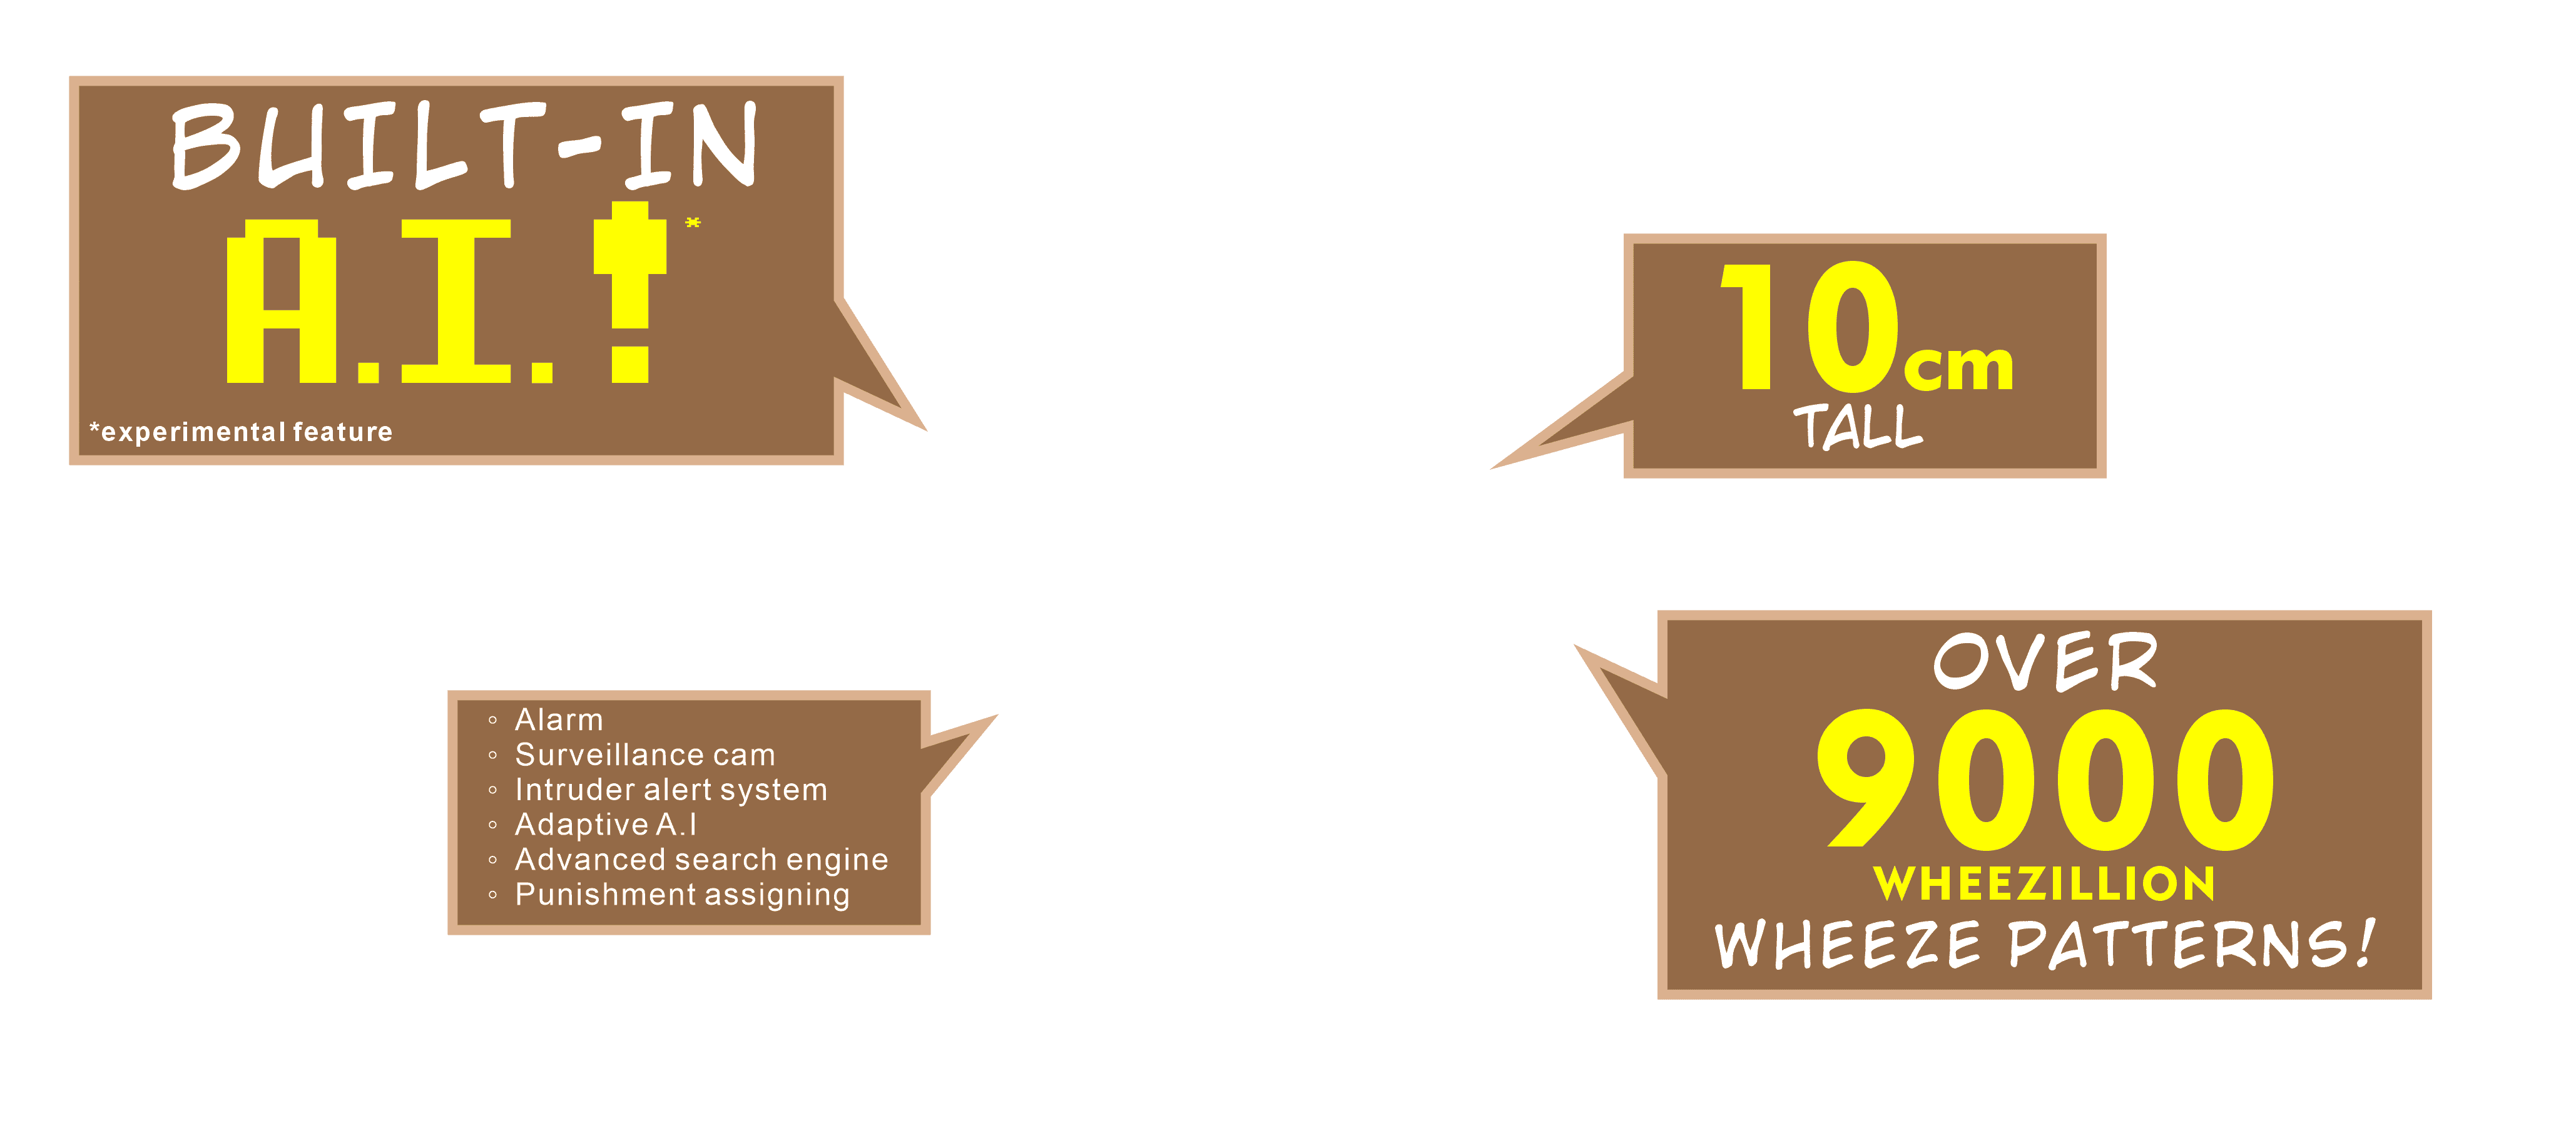 BUILT-IN
A.I.!*
*experimental feature
10cm
TALL
◦ Alarm
◦ Surveillance cam
◦ Intruder alert system
◦ Adaptive A.I
◦ Advanced search engine
◦ Punishment assigning
OVER
9000
WHEEZILLION
WHEEZE PATTERNS!